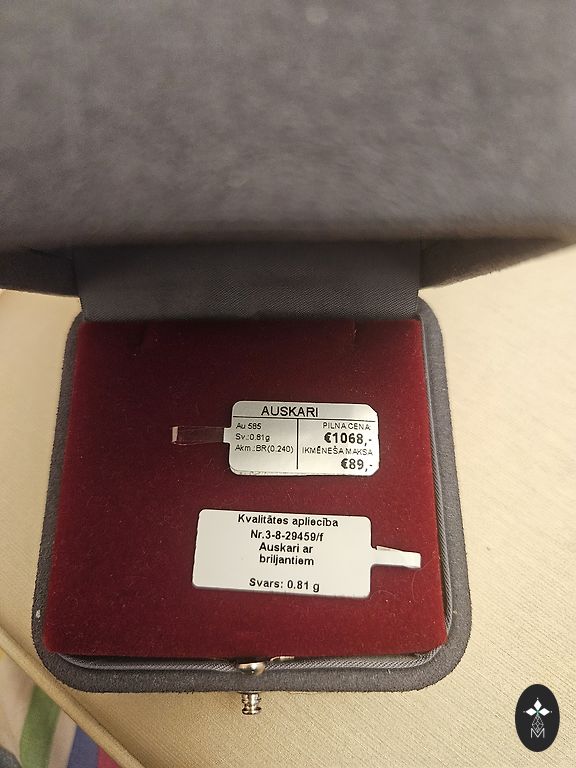 AUSKARI
Au 585
Sv.:0.81g
Akm.:BR(0.240)
PILNA CENA:
€1068,-
IKMĒNEŠA MAKSA
€89,-
Kvalitātes apliecība
Nr.3-8-29459/f
Auskari ar
briljantiem
Svars: 0.81 g
M